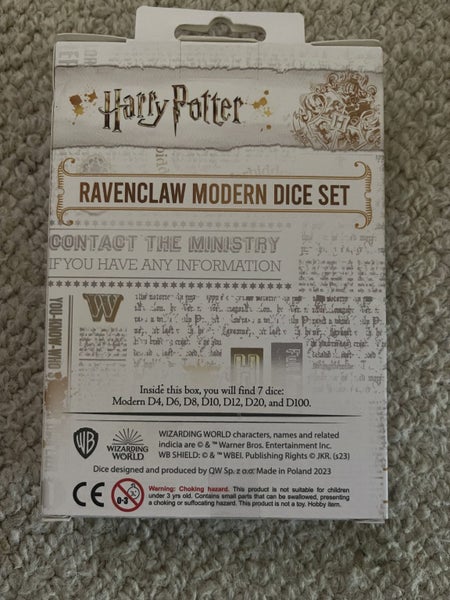 Harry Potter
RAVENCLAW MODERN DICE SET
CONTACT THE MINISTRY
IF YOU HAVE ANY INFORMATION
YOU-KNOW-WHO
W
Inside this box, you will find 7 dice:
Modern D4, D6, D8, D10, D12, D20, and D100.
WB
WIZARDING
WORLD
WIZARDING WORLD characters, names and related
indicia are © & ™ Warner Bros. Entertainment Inc.
WB SHIELD: © & ™ WBEI. Publishing Rights © JKR. (s23)
Dice designed and produced by QW Sp. z o.o. Made in Poland 2023
CE
0-3
Warning: Choking hazard. This product is not suitable for children
under 3 yrs old. Contains small parts that can be swallowed, presenting
a choking or suffocating hazard. This product is not a toy. Hobby item.